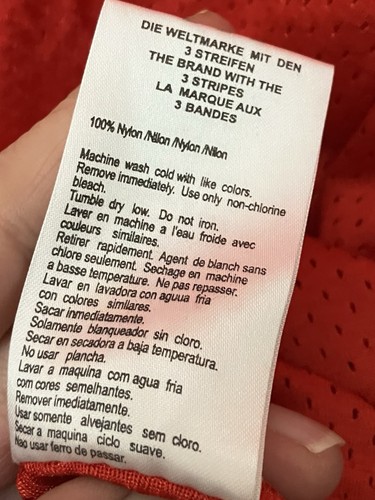 DIE WELTMARKE MIT DEN
3 STREIFEN
THE BRAND WITH THE
3 STRIPES
LA MARQUE AUX
3 BANDES
100% Nylon /Nilon /Nylon /Nilon
Machine wash cold with like colors.
Remove immediately. Use only non-chlorine
bleach.
Tumble dry low. Do not iron.
Laver en machine a l'eau froide avec
couleurs similaires.
Retirer rapidement. Agent de blanch sans
chlore seulement. Sechage en machine
a basse temperature. Ne pas repasser.
Lavar en lavadora con aguua fria
con colores similares.
Sacar inmediatamente.
Solamente blanqueador sin cloro.
Secar en secadora a baja temperatura.
No usar plancha.
Lavar a maquina com agua fria
com cores semelhantes.
Remover imediatamente.
Usar somente alvejantes sem cloro.
Secar a maquina ciclo suave.
Nao usar ferro de passar.